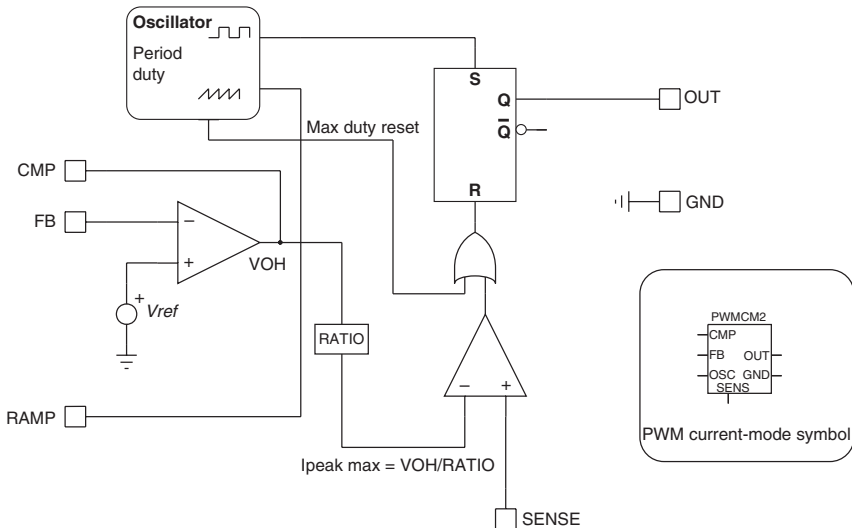 Oscillator
Period
duty
S
Q
Q
R
OUT
Max duty reset
CMP
FB
−
+
VOH
+
Vref
GND
RATIO
−
+
RAMP
Ipeak max = VOH/RATIO
SENSE
PWMCM2
CMP
FB OUT
OSC GND
SENS
PWM current-mode symbol